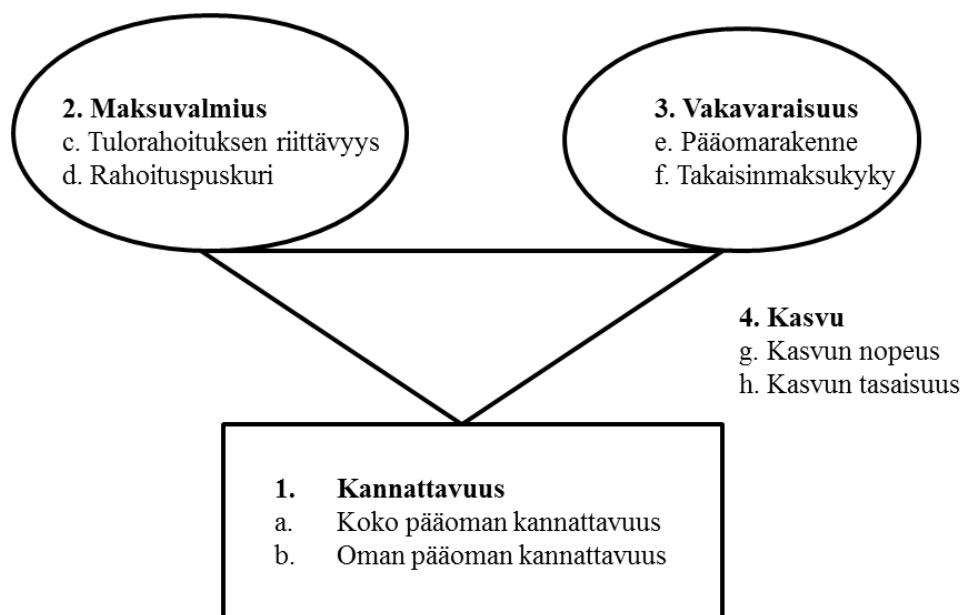 2. Maksuvalmius
c. Tulorahoituksen riittävyys
d. Rahoituspuskuri
3. Vakavaraisuus
e. Pääomarakenne
f. Takaisinmaksukyky
4. Kasvu
g. Kasvun nopeus
h. Kasvun tasaisuus
1. Kannattavuus
a. Koko pääoman kannattavuus
b. Oman pääoman kannattavuus